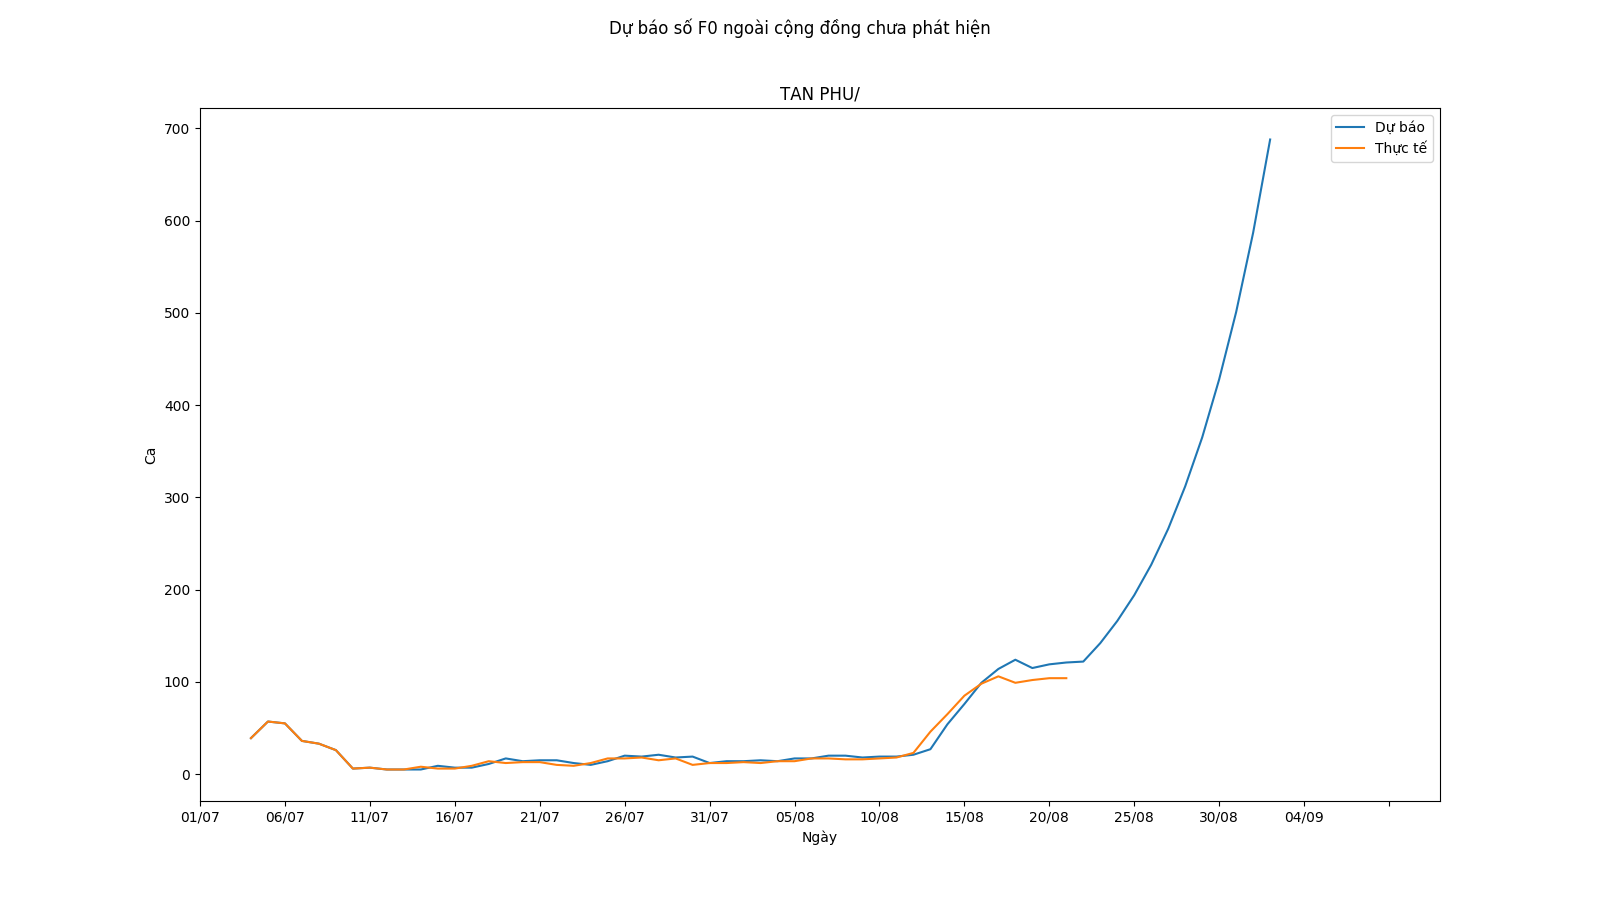 Dự báo số F0 ngoài cộng đồng chưa phát hiện
TAN PHU/
Dự báo
Thực tế
700
600
500
400
300
200
100
0
Ca
01/07 06/07 11/07 16/07 21/07 26/07 31/07 05/08 10/08 15/08 20/08 25/08 30/08 04/09
Ngày